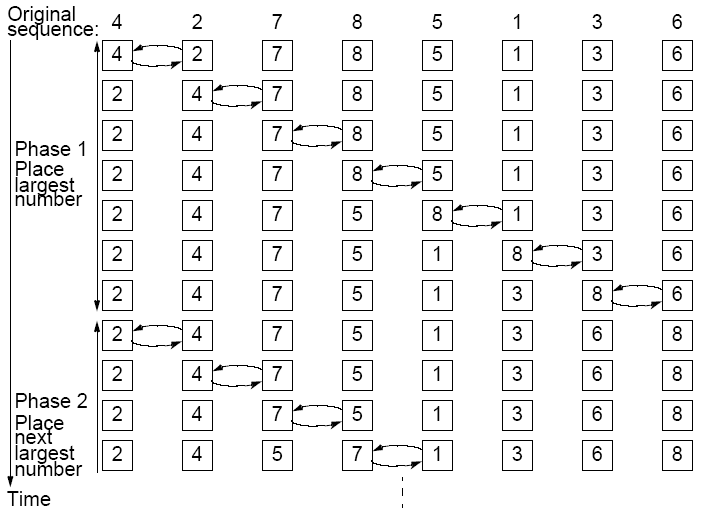 Original
sequence: 4 2 7 8 5 1 3 6
4 2 7 8 5 1 3 6
2 4 7 8 5 1 3 6
2 4 7 8 5 1 3 6
Phase 1
Place
largest
number
2 4 7 8 5 1 3 6
2 4 7 5 8 1 3 6
2 4 7 5 1 8 3 6
2 4 7 5 1 3 8 6
2 4 7 5 1 3 6 8
2 4 7 5 1 3 6 8
Phase 2
Place
next
largest
number
2 4 7 5 1 3 6 8
2 4 5 7 1 3 6 8
Time